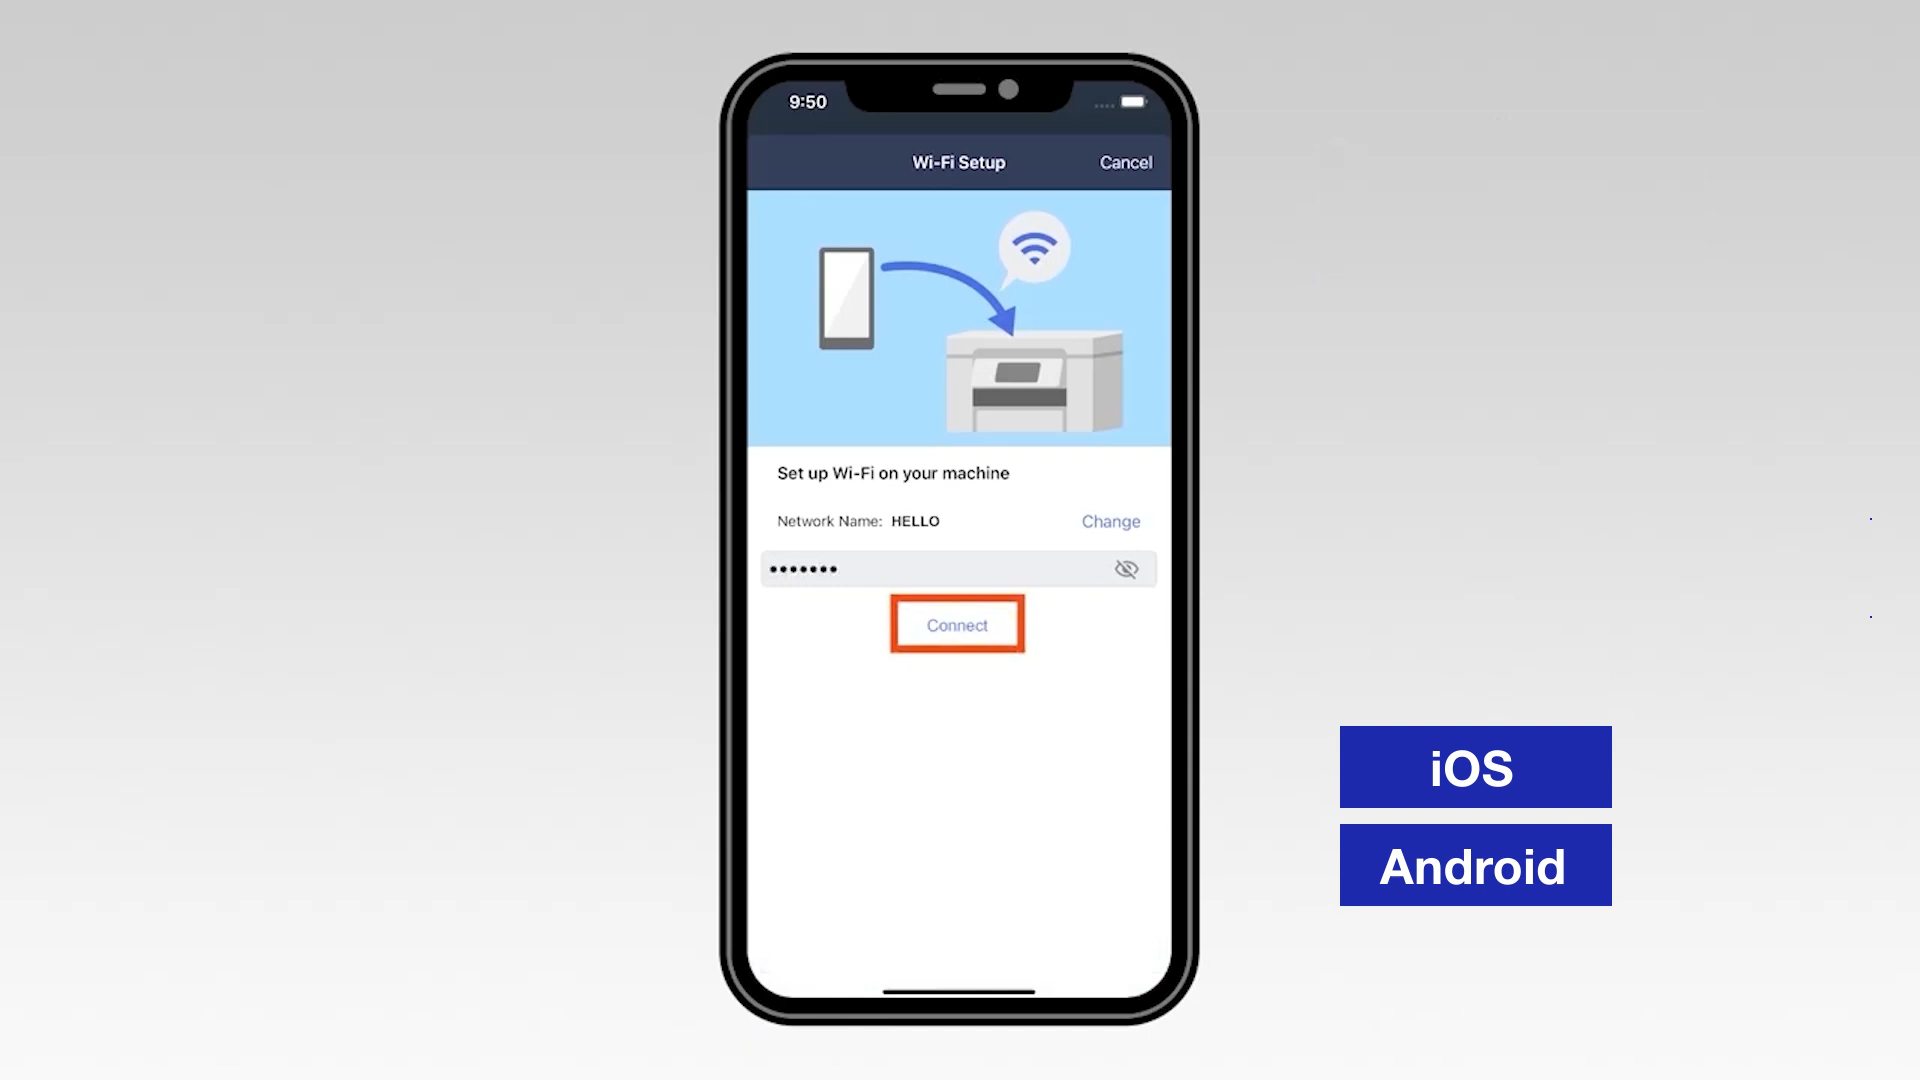 9:50
Wi-Fi Setup
Cancel
Set up Wi-Fi on your machine
Network Name: HELLO
Change
•••••••
Connect
iOS
Android